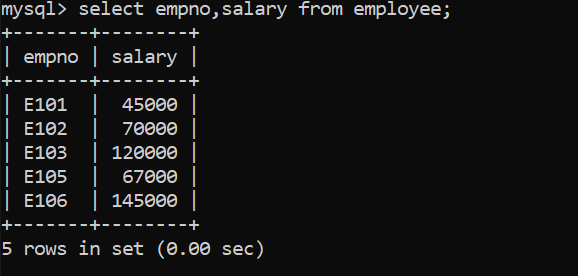 mysql> select empno,salary from employee;
+-------+--------+
| empno | salary |
+-------+--------+
| E101  |  45000 |
| E102  |  70000 |
| E103  | 120000 |
| E105  |  67000 |
| E106  | 145000 |
+-------+--------+
5 rows in set (0.00 sec)